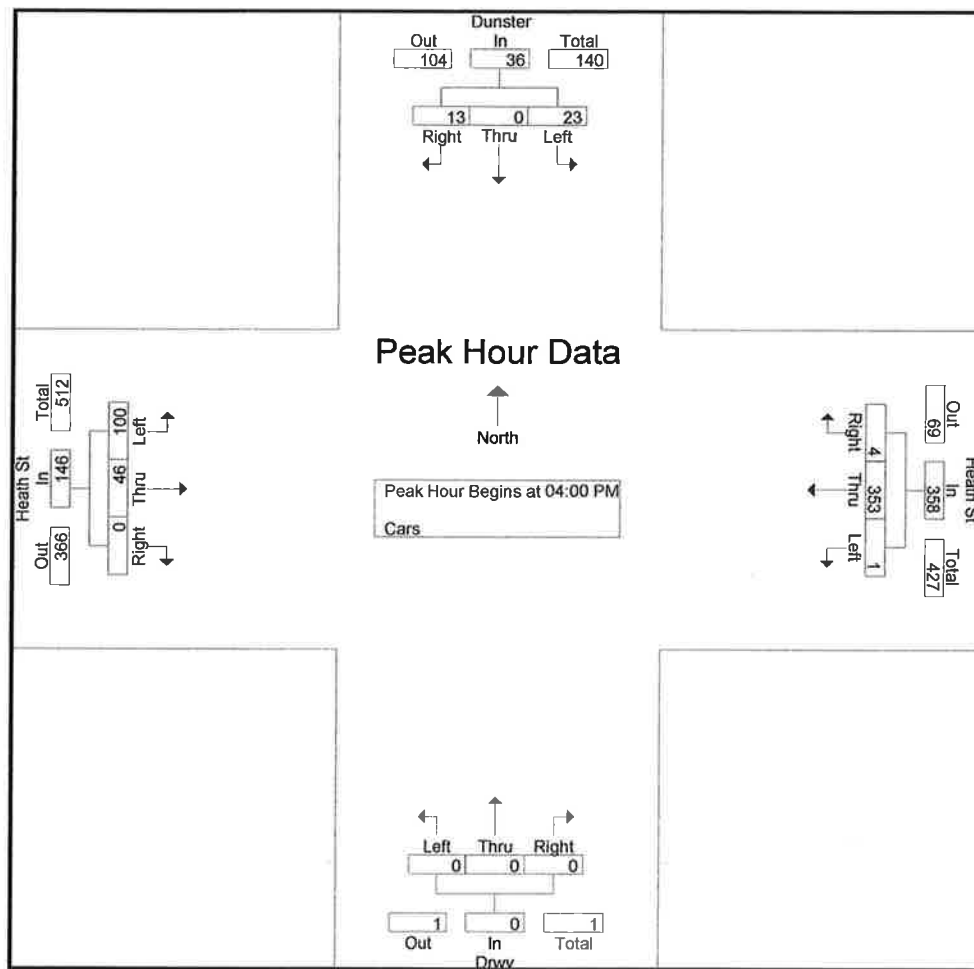 Dunster
Out In Total
104 36 140
13 0 23
Right Thru Left
Peak Hour Data
North
Peak Hour Begins at 04:00 PM
Cars
Heath St
Total In Out
512 146 366
100 46 0
Left Thru Right
Heath St
Out In Total
69 358 427
4 353 1
Right Thru Left
Left Thru Right
0 0 0
1 0 1
Out In Total
Drwy